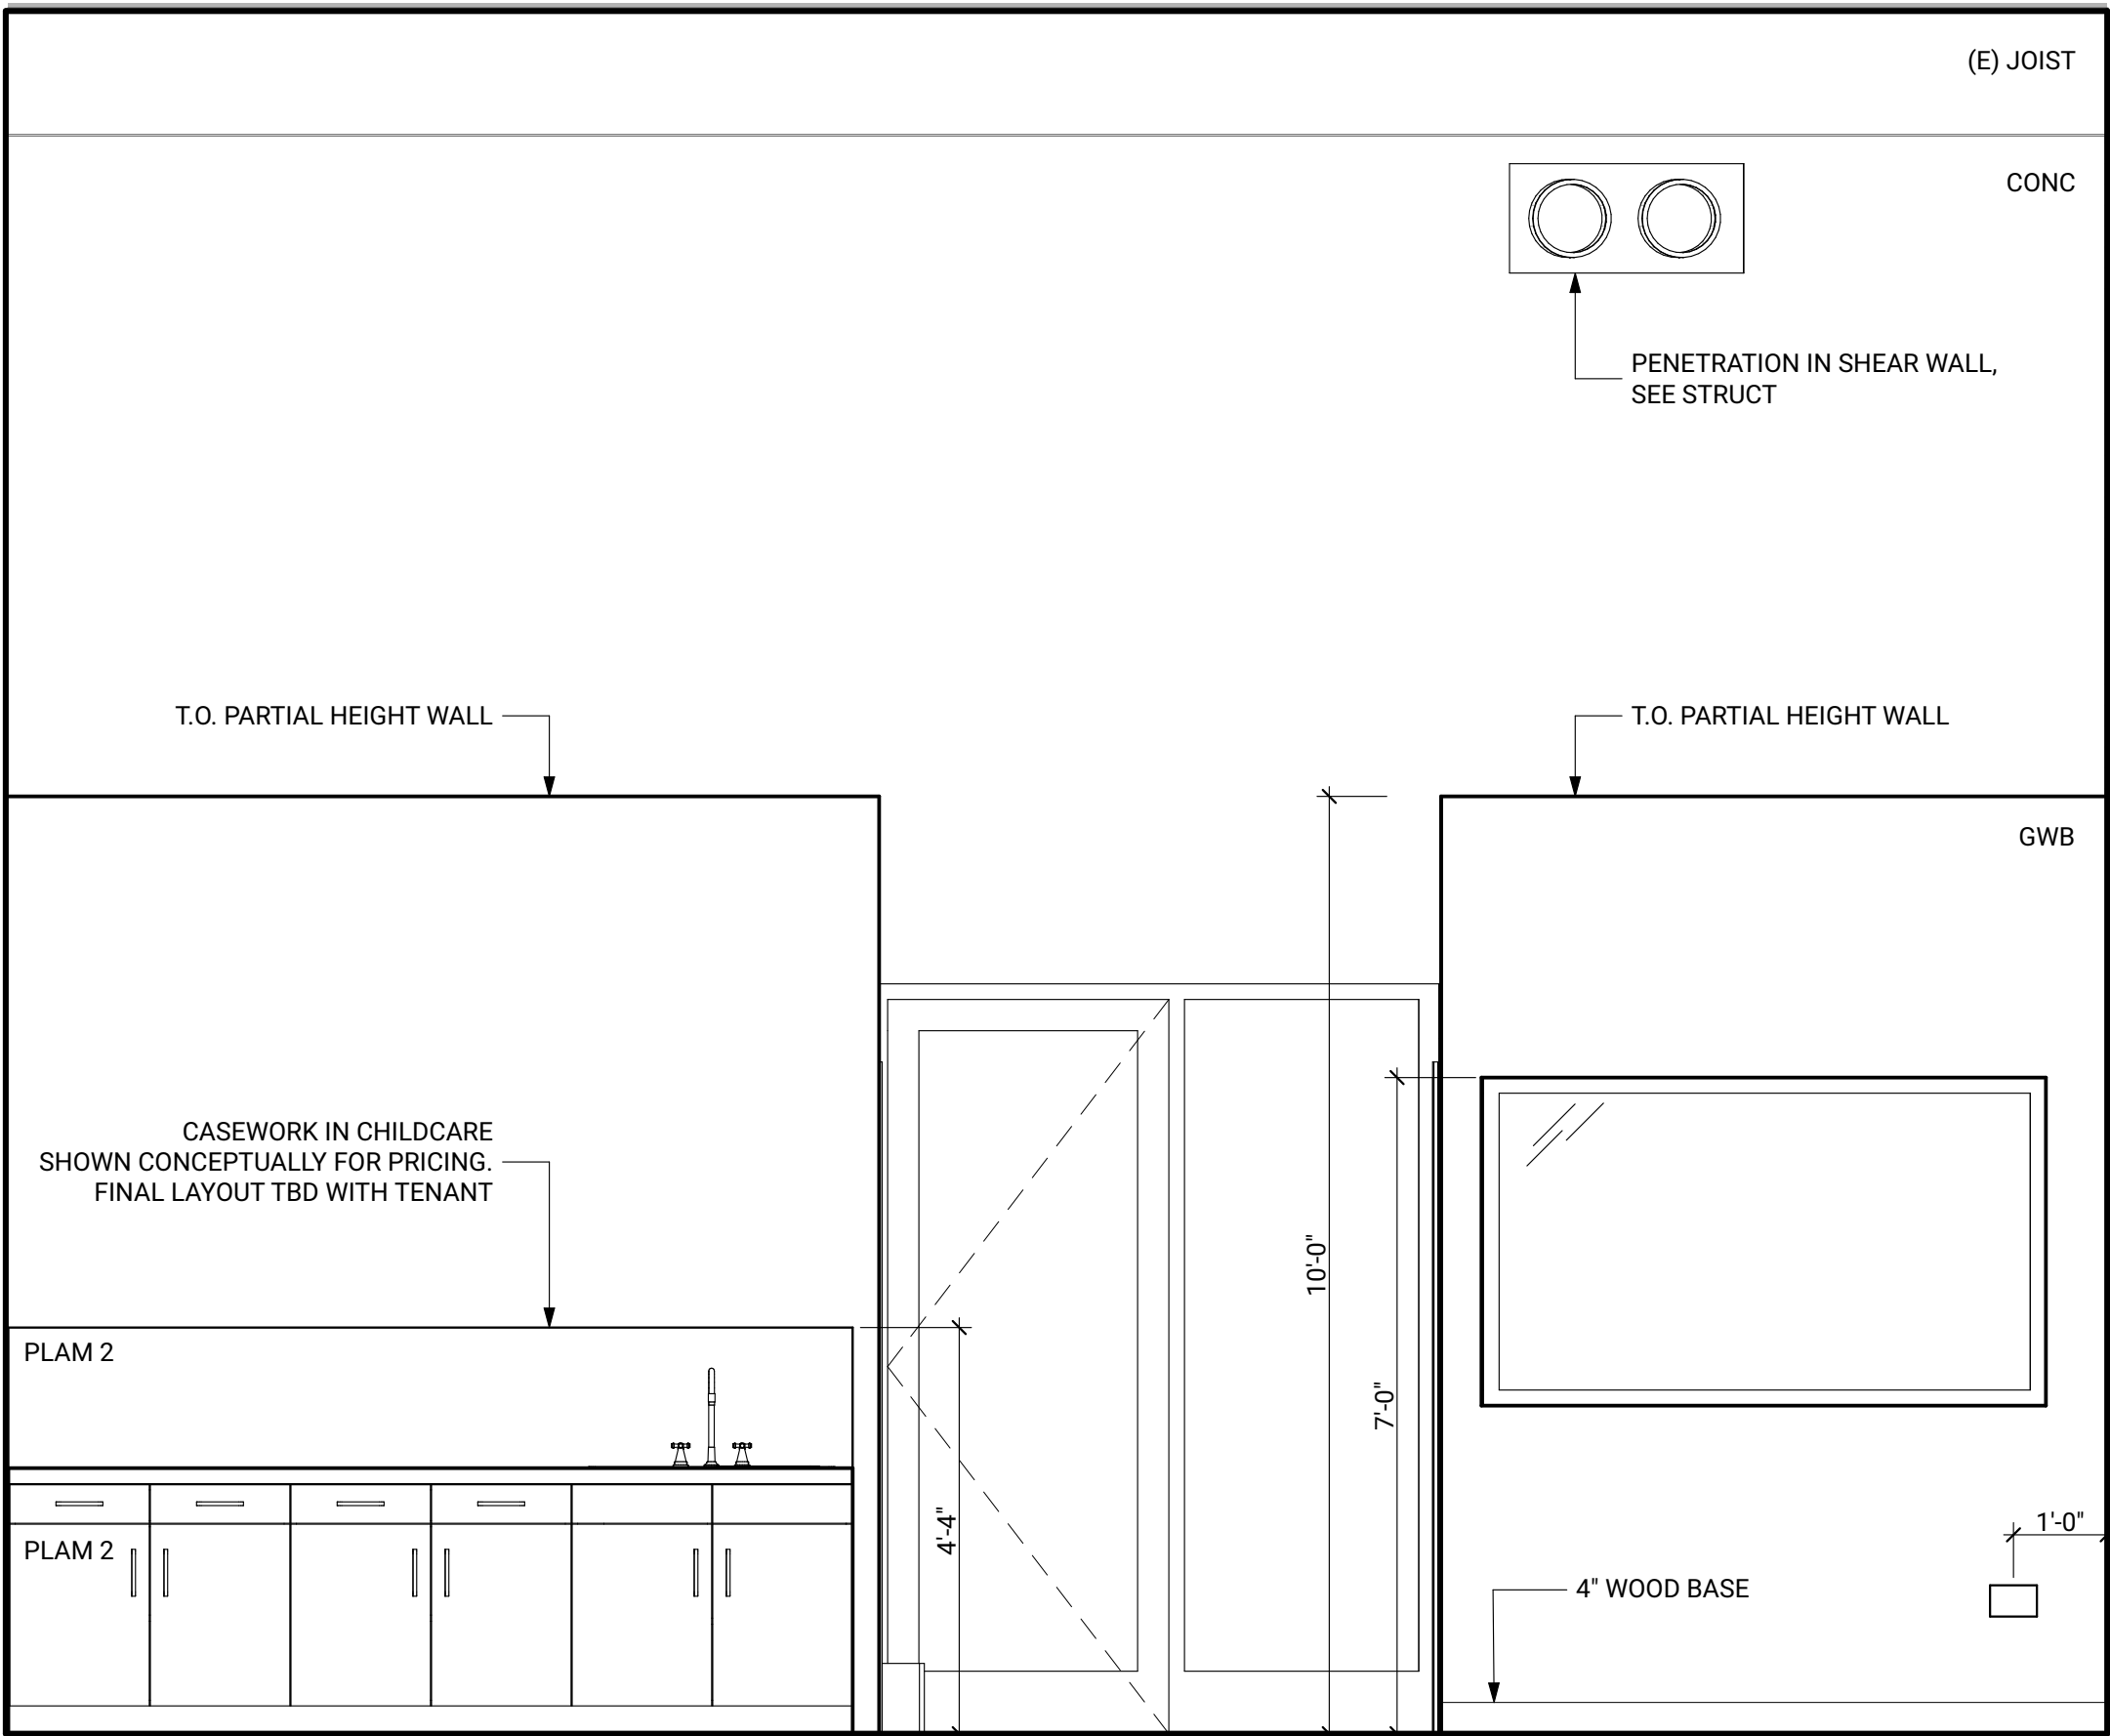 (E) JOIST
CONC
PENETRATION IN SHEAR WALL,
SEE STRUCT
T.O. PARTIAL HEIGHT WALL
T.O. PARTIAL HEIGHT WALL
GWB
CASEWORK IN CHILDCARE
SHOWN CONCEPTUALLY FOR PRICING.
FINAL LAYOUT TBD WITH TENANT
10'-0"
PLAM 2
7'-0"
4'-4"
1'-0"
PLAM 2
4" WOOD BASE